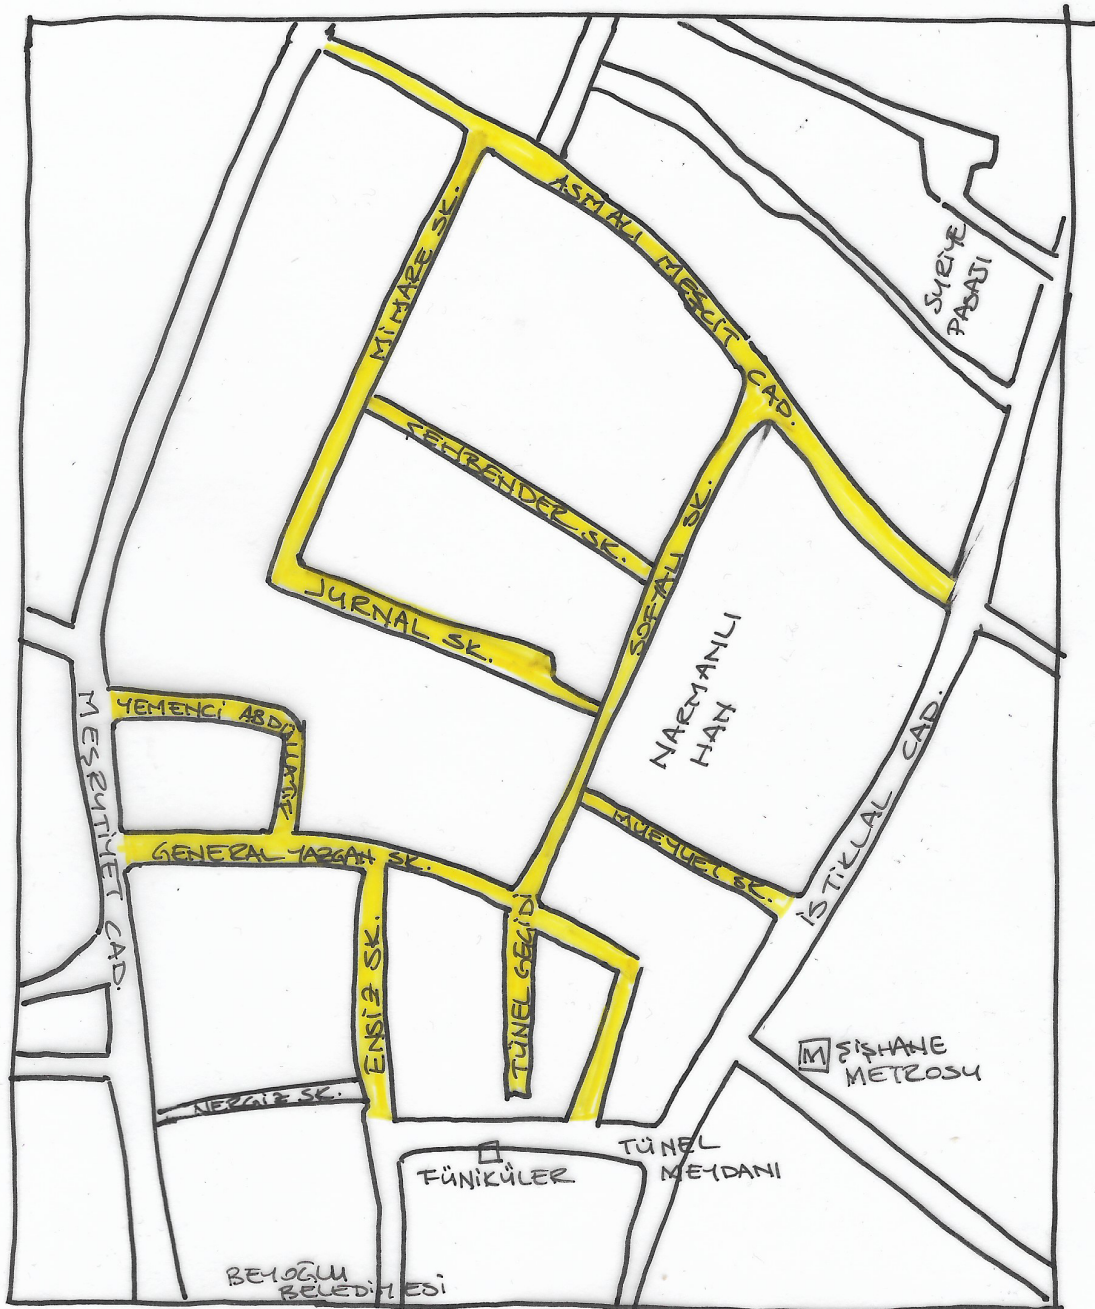 ASMALI MESCİT CAD.
SURİYE
PASAJI
MİMARE SK.
ŞEHBENDER SK.
SOFYALI SK.
JURNAL SK.
NARMANLI
HAN
YEMENCİ ABDÜLLATİF
MEŞRUTİYET CAD.
GENERAL YAZGAN SK.
MÜEYYET SK.
İSTİKLAL CAD.
ENSİZ SK.
TÜNEL GEÇİDİ
M ŞİŞHANE
METROSU
NERGİZ SK.
FÜNİKÜLER
TÜNEL
MEYDANI
BEYOĞLU
BELEDİYESİ